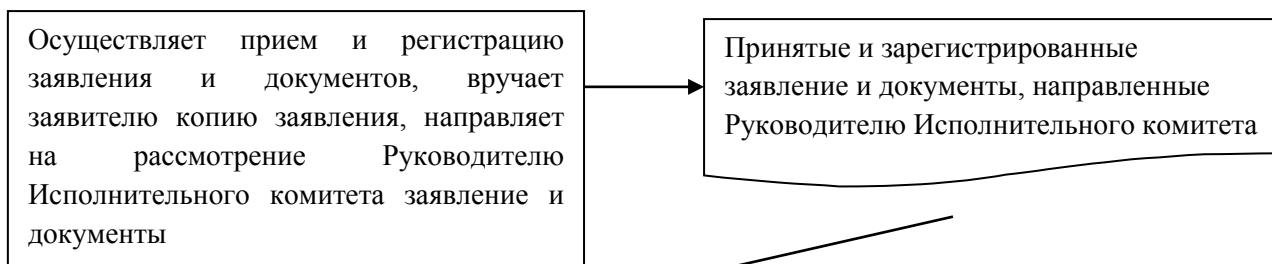 Осуществляет прием и регистрацию
заявления и документов, вручает
заявителю копию заявления, направляет
на рассмотрение Руководителю
Исполнительного комитета заявление и
документы
Принятые и зарегистрированные
заявление и документы, направленные
Руководителю Исполнительного комитета